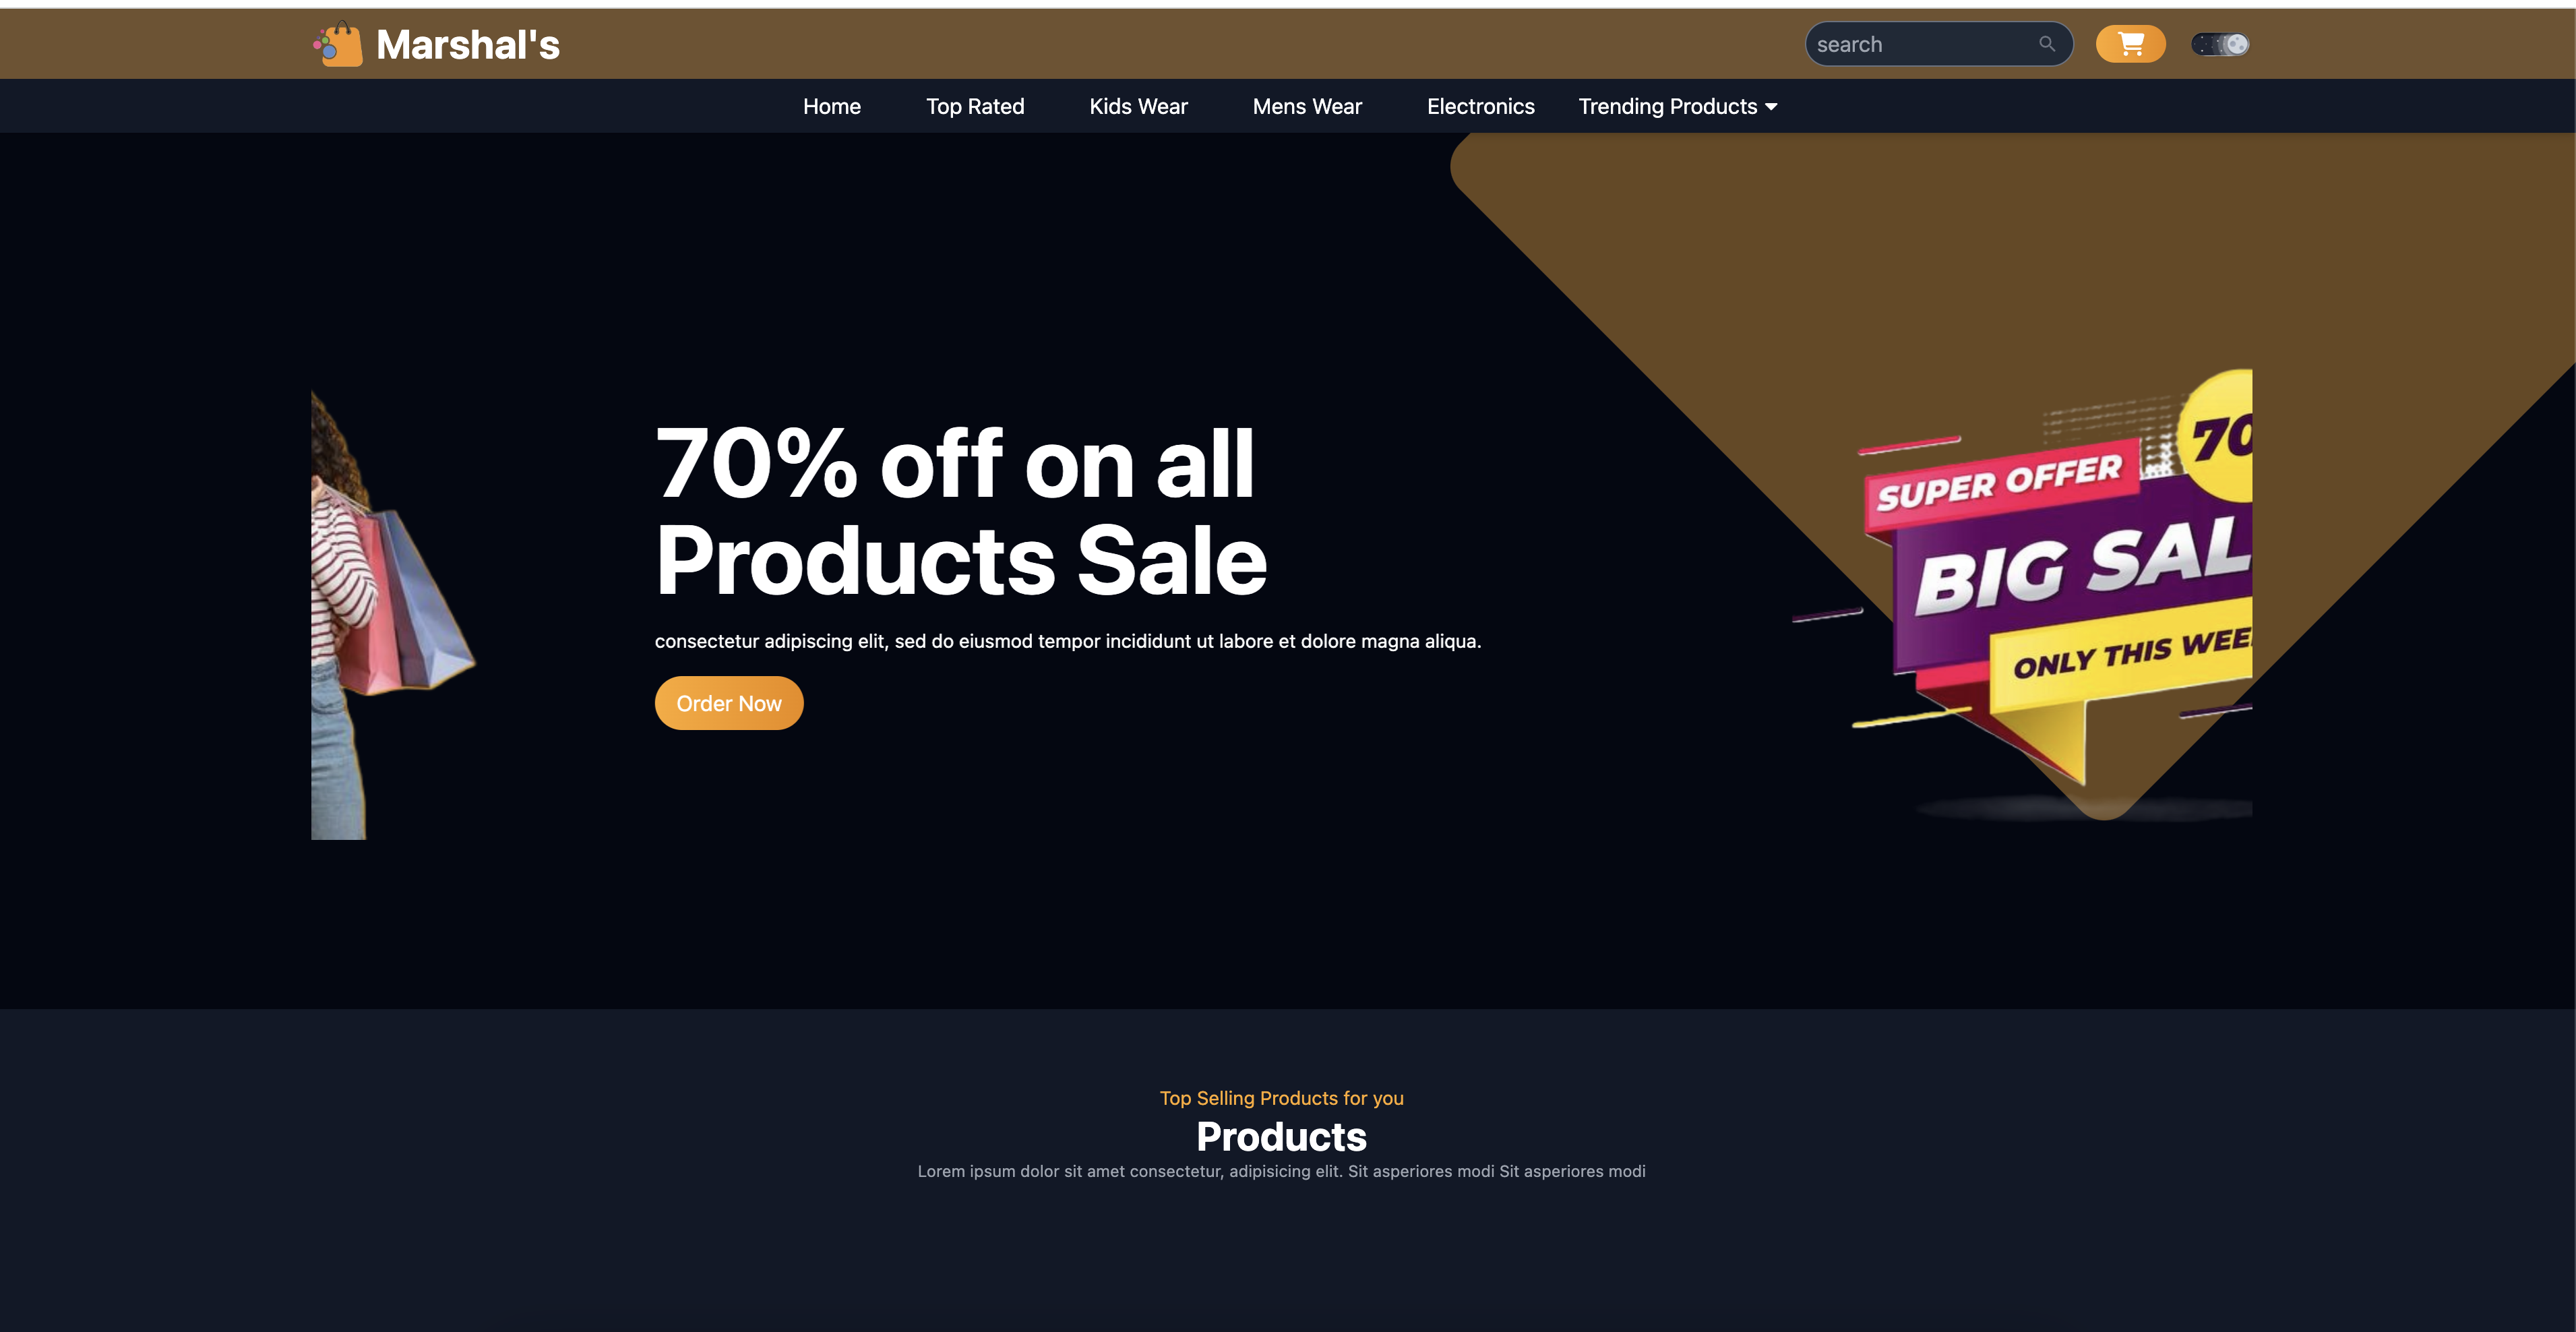 Marshal's
search
Home
Top Rated
Kids Wear
Mens Wear
Electronics
Trending Products
70% off on all
Products Sale
consectetur adipiscing elit, sed do eiusmod tempor incididunt ut labore et dolore magna aliqua.
Order Now
70
SUPER OFFER
BIG SAL
ONLY THIS WEE
Top Selling Products for you
Products
Lorem ipsum dolor sit amet consectetur, adipisicing elit. Sit asperiores modi Sit asperiores modi